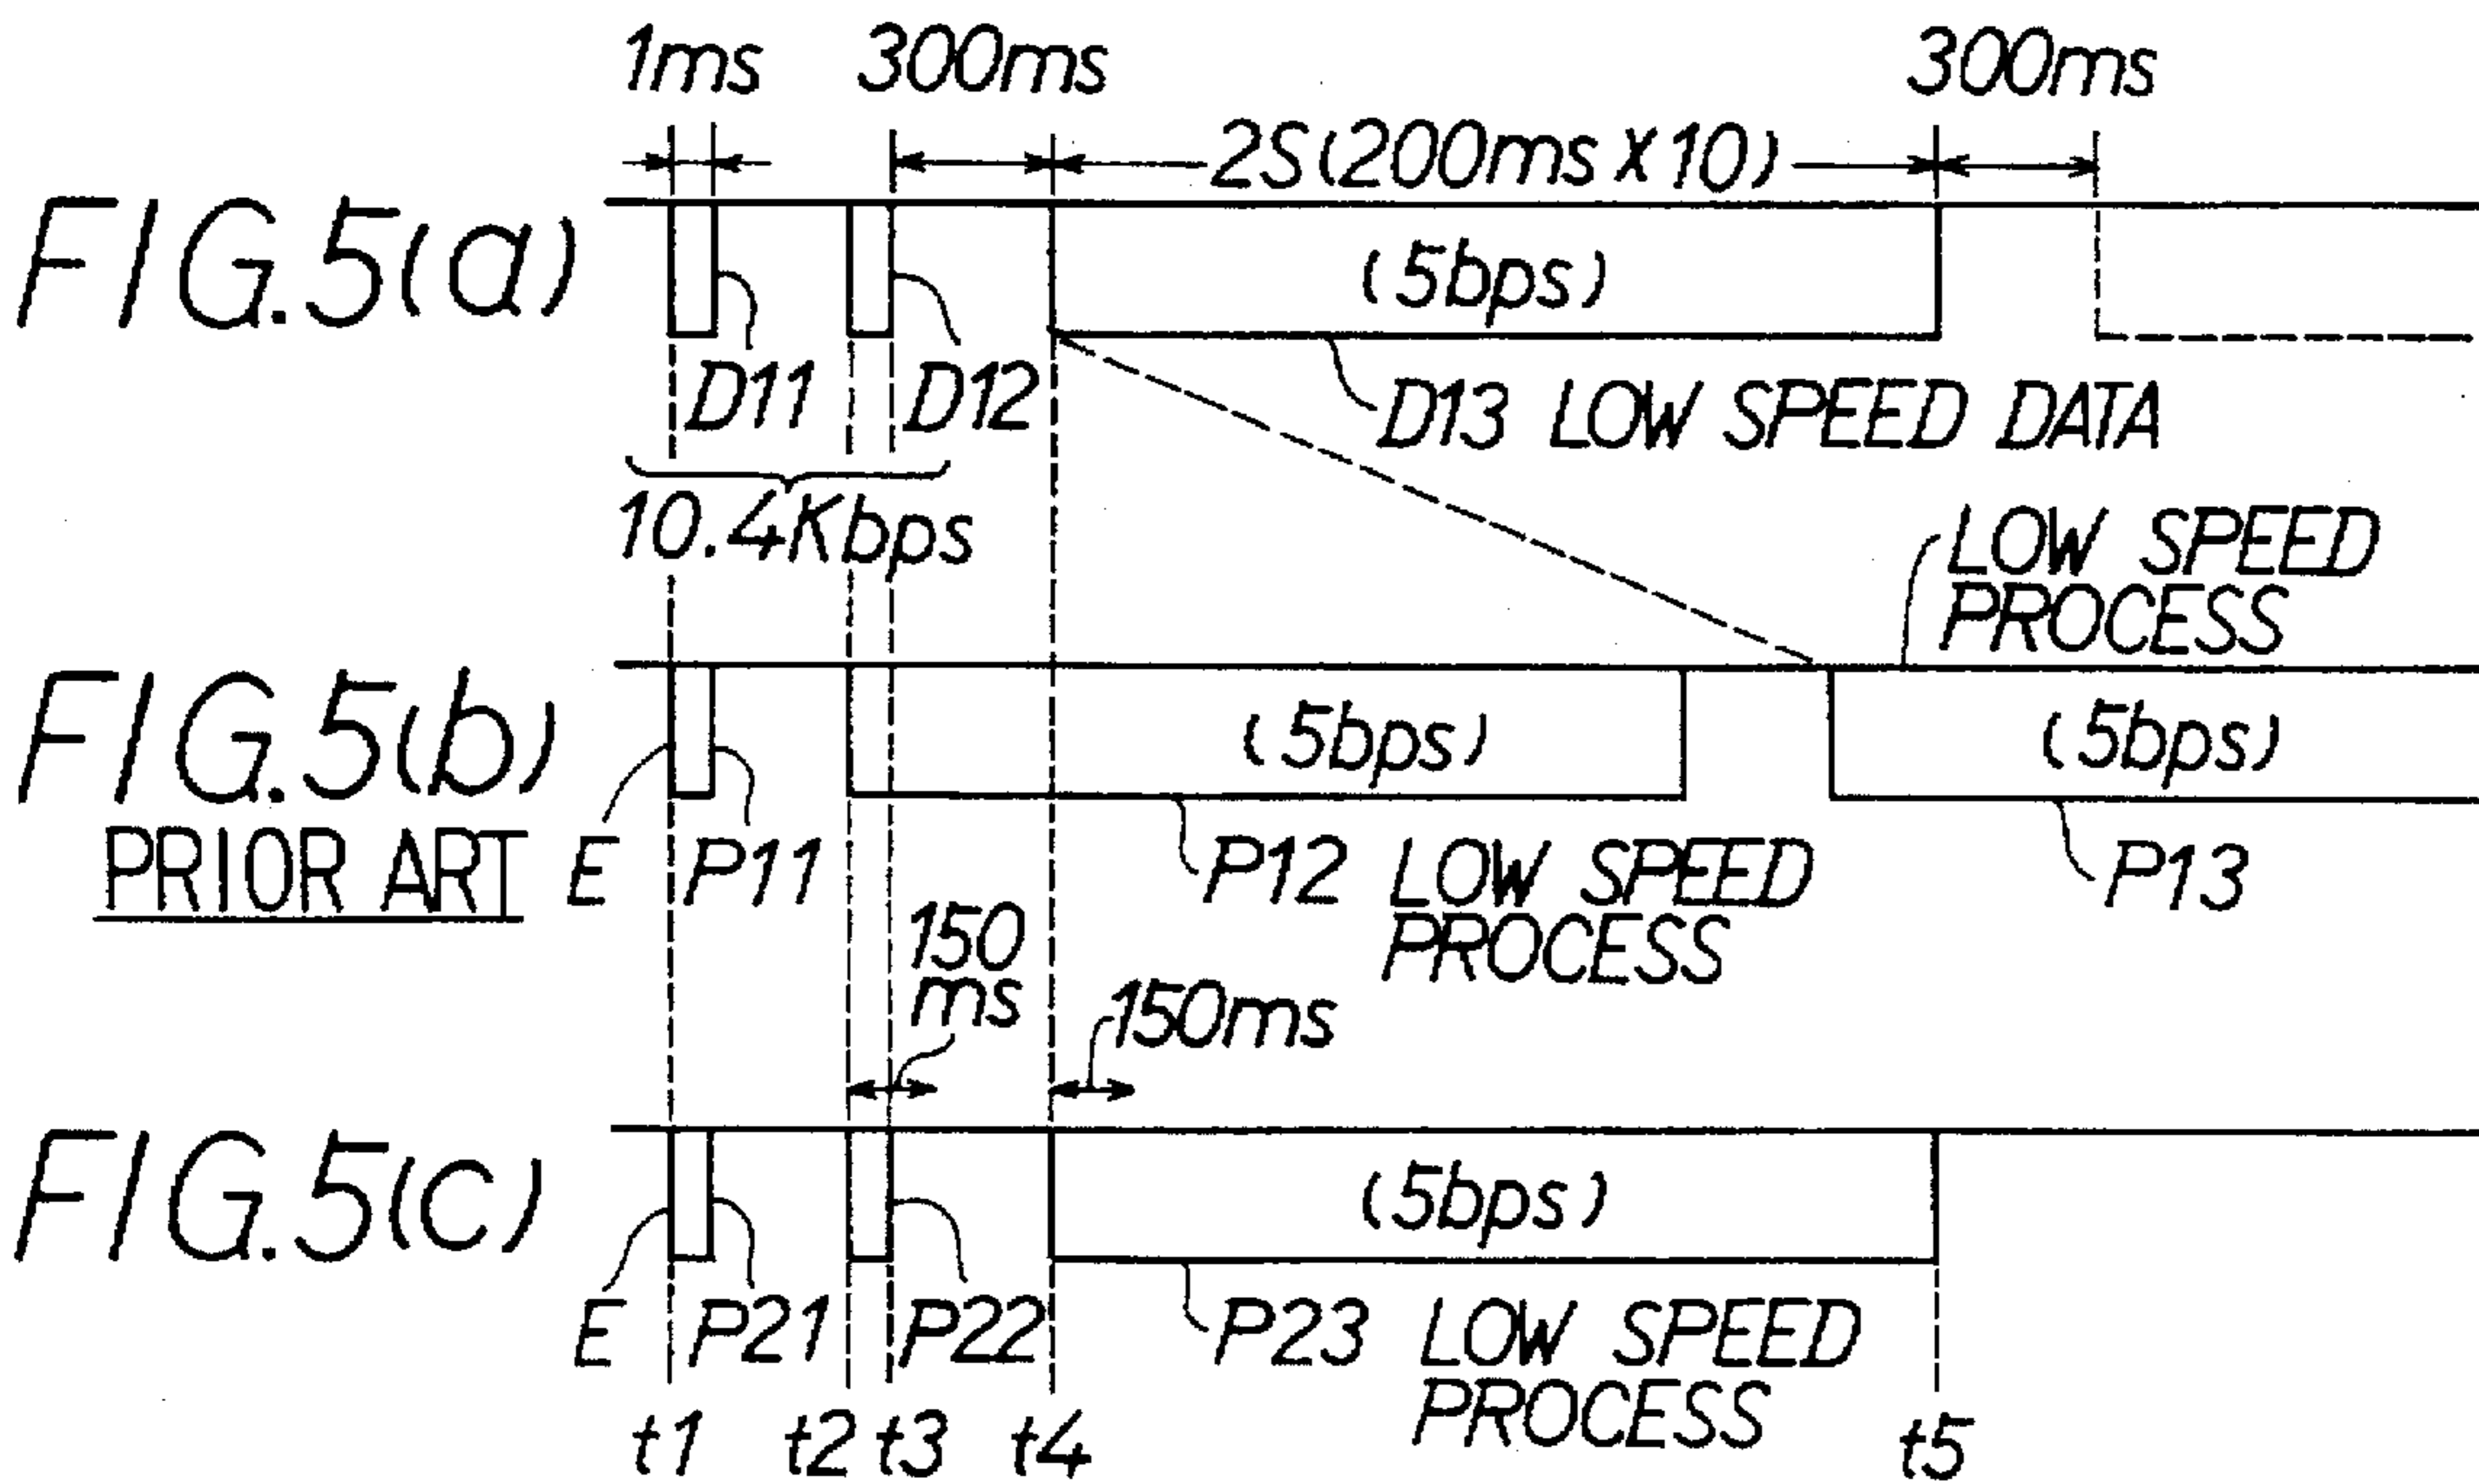 1ms 300ms 300ms
2S(200ms X 10)
FIG.5(a) (5bps)
D11 D12 D13 LOW SPEED DATA
10.4Kbps
LOW SPEED
PROCESS
FIG.5(b) (5bps) (5bps)
PRIOR ART E P11 P12 LOW SPEED
PROCESS
P13
150
ms
150ms
FIG.5(c) (5bps)
E P21 P22 P23 LOW SPEED
PROCESS
t1 t2 t3 t4 t5